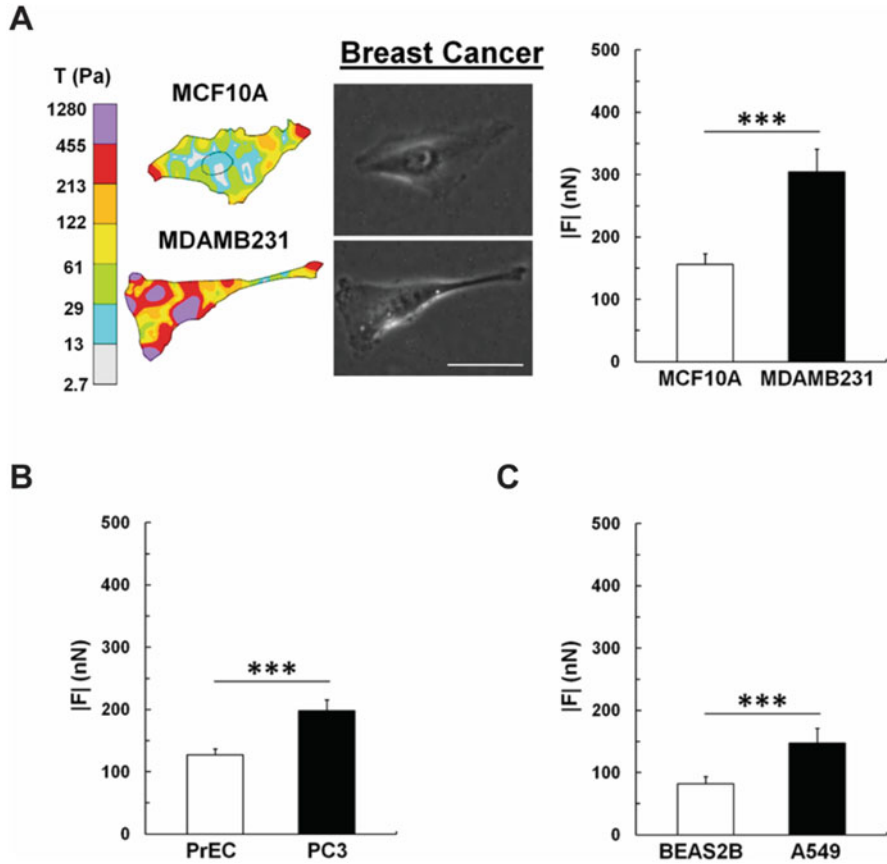 A
Breast Cancer
T (Pa)
1280
455
213
122
61
29
13
2.7
MCF10A
MDAMB231
|F| (nN)
500
400
300
200
100
0
***
MCF10A MDAMB231
B
|F| (nN)
500
400
300
200
100
0
***
PrEC PC3
C
|F| (nN)
500
400
300
200
100
0
***
BEAS2B A549